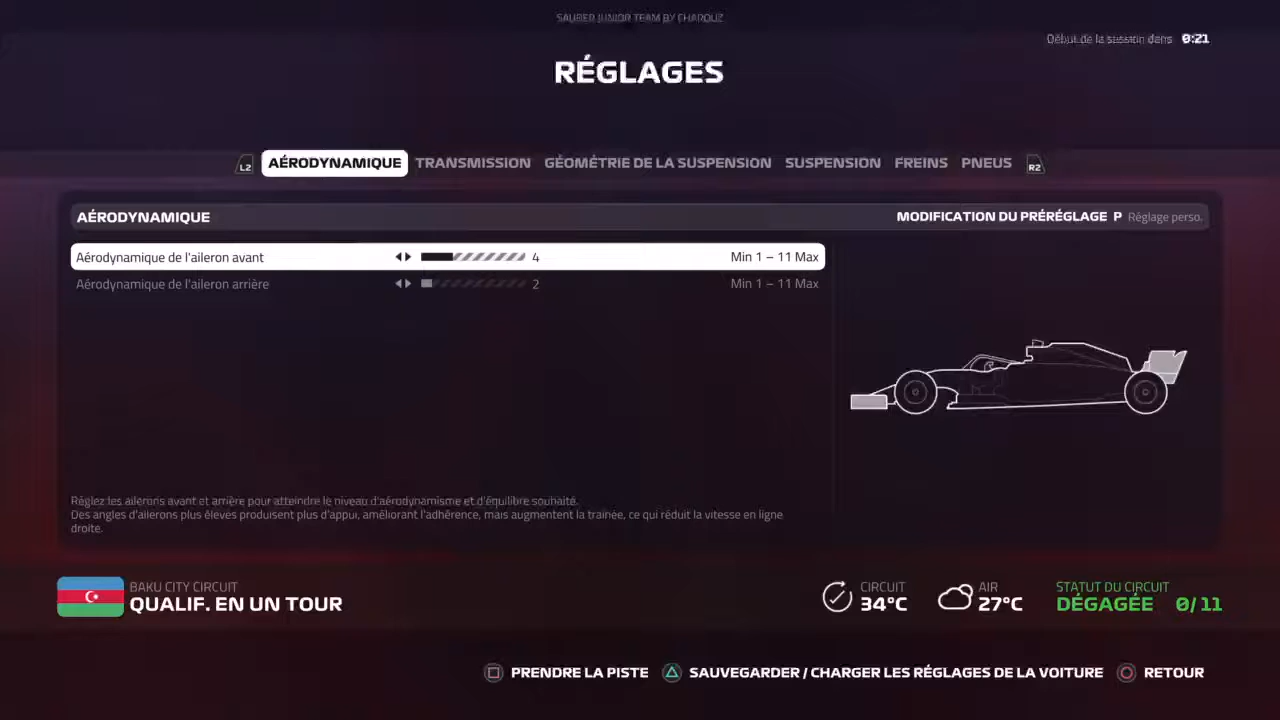 SAUBER JUNIOR TEAM BY CHAROUZ
Début de la session dans 0:21
RÉGLAGES
L2 AÉRODYNAMIQUE TRANSMISSION GÉOMÉTRIE DE LA SUSPENSION SUSPENSION FREINS PNEUS R2
AÉRODYNAMIQUE
MODIFICATION DU PRÉRÉGLAGE P Réglage perso.
Aérodynamique de l'aileron avant 4 Min 1 – 11 Max
Aérodynamique de l'aileron arrière 2 Min 1 – 11 Max
Réglez les ailerons avant et arrière pour atteindre le niveau d'aérodynamisme et d'équilibre souhaité.
Des angles d'ailerons plus élevés produisent plus d'appui, améliorant l'adhérence, mais augmentent la traînée, ce qui réduit la vitesse en ligne
droite.
BAKU CITY CIRCUIT
QUALIF. EN UN TOUR
CIRCUIT
34°C
AIR
27°C
STATUT DU CIRCUIT
DÉGAGÉE 0/11
PRENDRE LA PISTE SAUVEGARDER / CHARGER LES RÉGLAGES DE LA VOITURE RETOUR